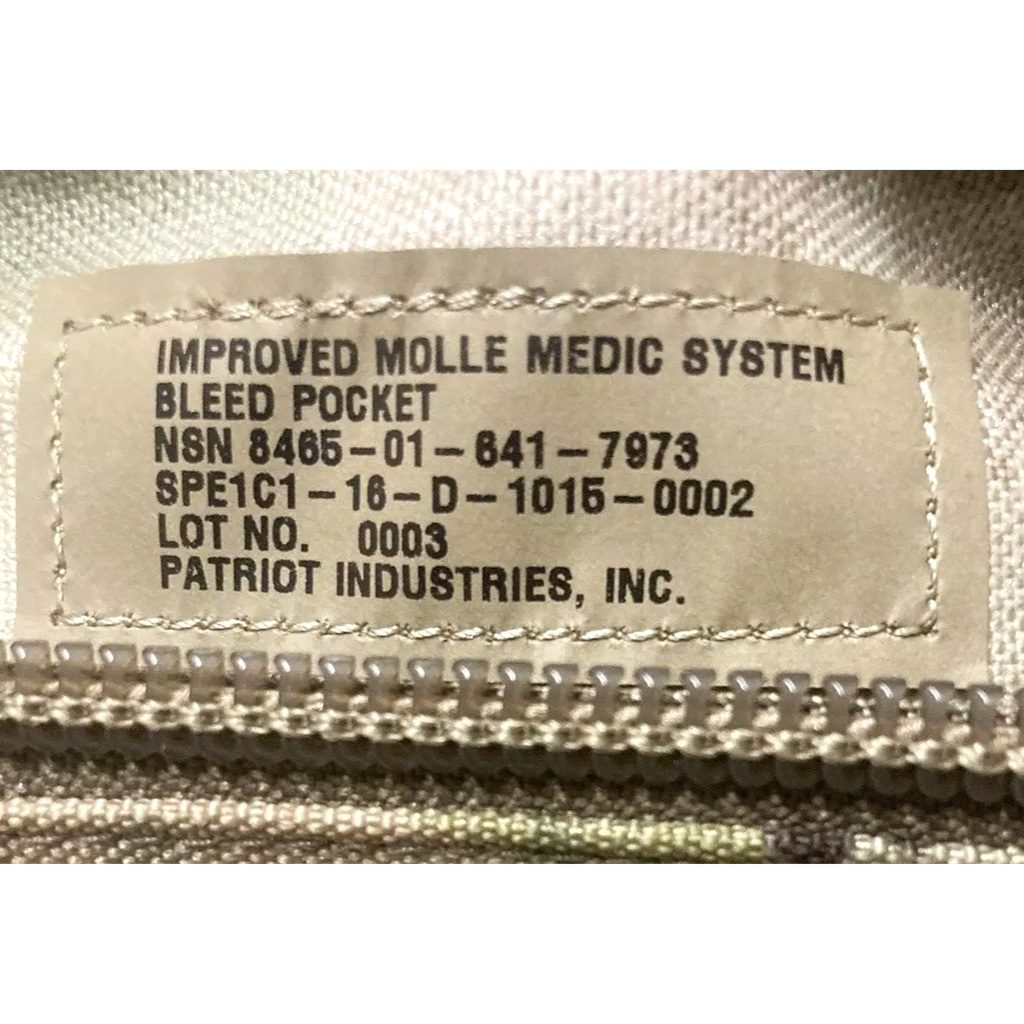 IMPROVED MOLLE MEDIC SYSTEM
BLEED POCKET
NSN 8465-01-641-7973
SPE1C1-16-D-1015-0002
LOT NO. 0003
PATRIOT INDUSTRIES, INC.